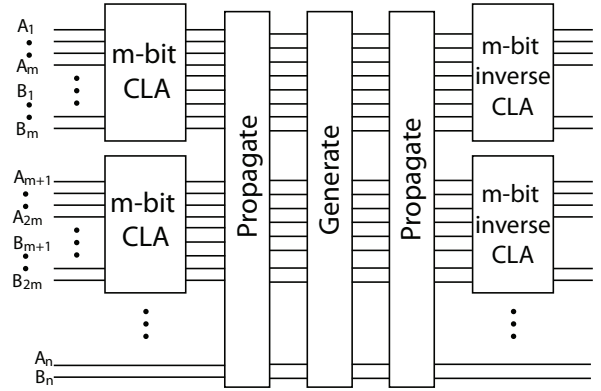 A1
Am
B1
Bm
m-bit
CLA
Am+1
A2m
Bm+1
B2m
m-bit
CLA
An
Bn
Propagate
Generate
Propagate
m-bit
inverse
CLA
m-bit
inverse
CLA